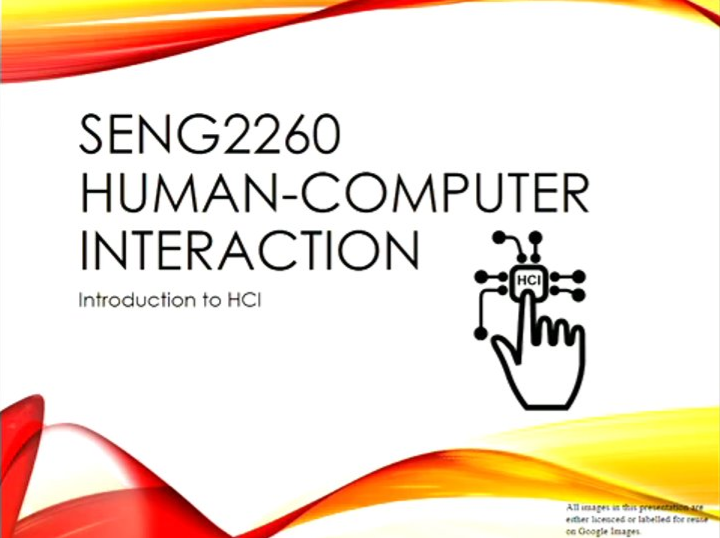 SENG2260
HUMAN-COMPUTER
INTERACTION
Introduction to HCI
HCI
All images in this presentation are
either licenced or labelled for reuse
on Google Images.